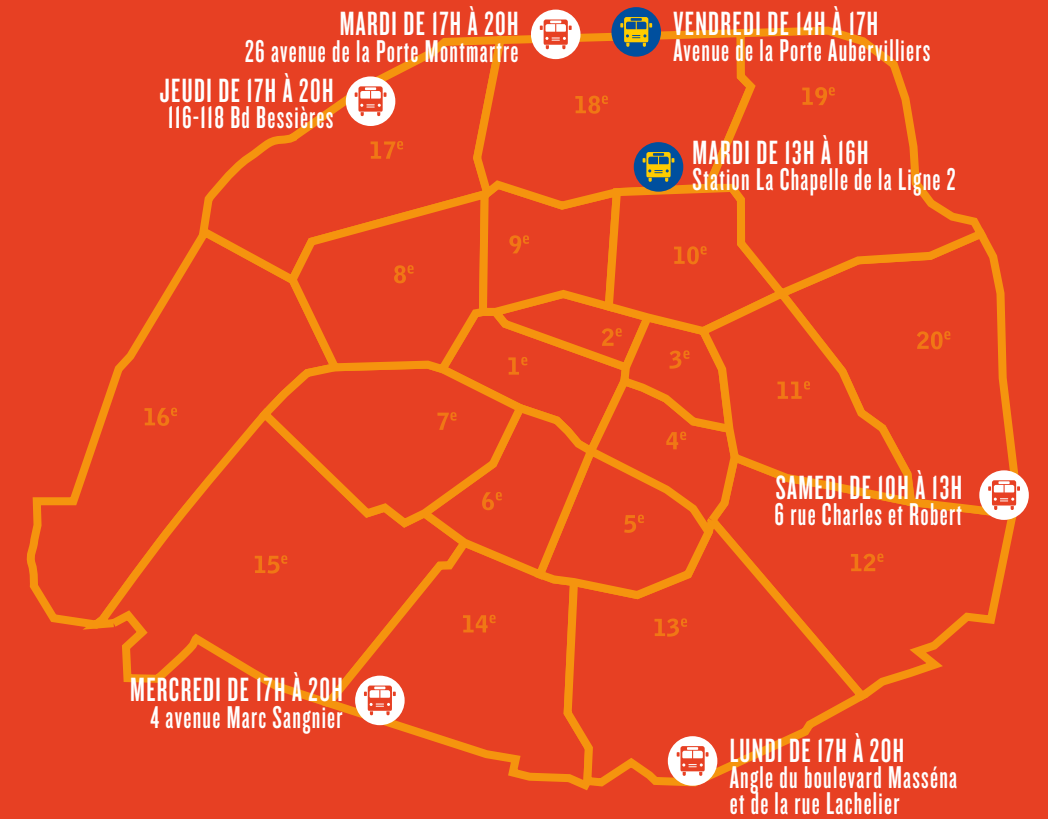 MARDI DE 17H À 20H
26 avenue de la Porte Montmartre
VENDREDI DE 14H À 17H
Avenue de la Porte Aubervilliers
JEUDI DE 17H À 20H
116-118 Bd Bessières
18e
19e
17e
MARDI DE 13H À 16H
Station La Chapelle de la Ligne 2
9e
10e
8e
2e
20e
3e
1e
11e
16e
7e
4e
SAMEDI DE 10H À 13H
6 rue Charles et Robert
6e
5e
15e
12e
14e
13e
MERCREDI DE 17H À 20H
4 avenue Marc Sangnier
LUNDI DE 17H À 20H
Angle du boulevard Masséna
et de la rue Lachelier